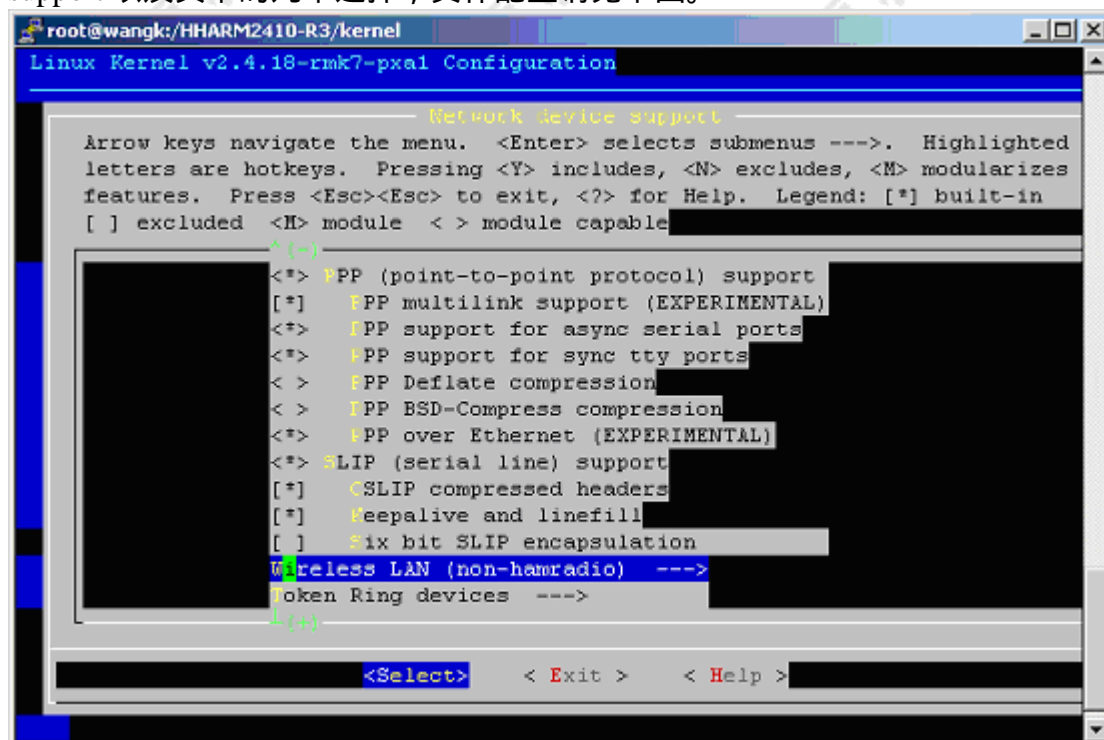 root@wangk:/HHARM2410-R3/kernel
Linux Kernel v2.4.18-rmk7-pxa1 Configuration
Network device support
Arrow keys navigate the menu. <Enter> selects submenus --->. Highlighted
letters are hotkeys. Pressing <Y> includes, <N> excludes, <M> modularizes
features. Press <Esc><Esc> to exit, <?> for Help. Legend: [*] built-in
[ ] excluded <M> module < > module capable
^(-)
<*> PPP (point-to-point protocol) support
[*] PPP multilink support (EXPERIMENTAL)
<*> PPP support for async serial ports
<*> PPP support for sync tty ports
< > PPP Deflate compression
< > PPP BSD-Compress compression
<*> PPP over Ethernet (EXPERIMENTAL)
<*> SLIP (serial line) support
[*] CSLIP compressed headers
[*] Keepalive and linefill
[ ] Six bit SLIP encapsulation
Wireless LAN (non-hamradio) --->
Token Ring devices --->
(+)
<Select> < Exit > < Help >